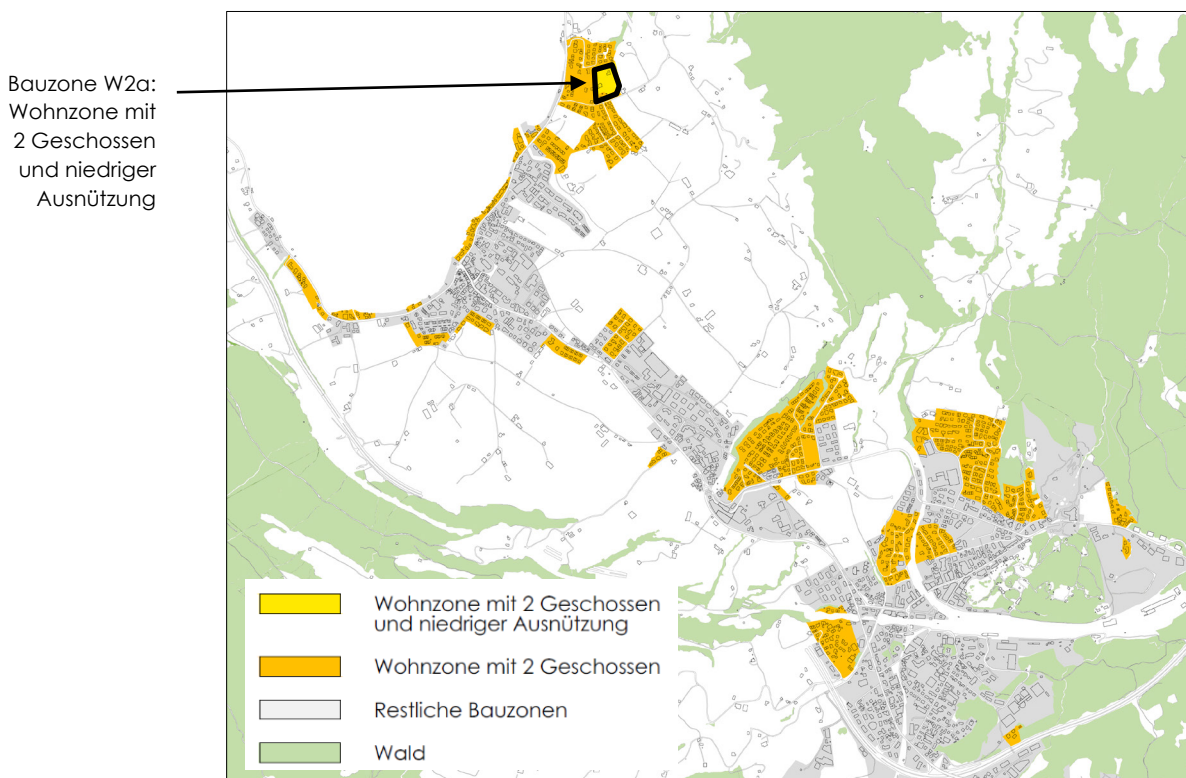 Bauzone W2a:
Wohnzone mit
2 Geschossen
und niedriger
Ausnützung
Wohnzone mit 2 Geschossen
und niedriger Ausnützung
Wohnzone mit 2 Geschossen
Restliche Bauzonen
Wald